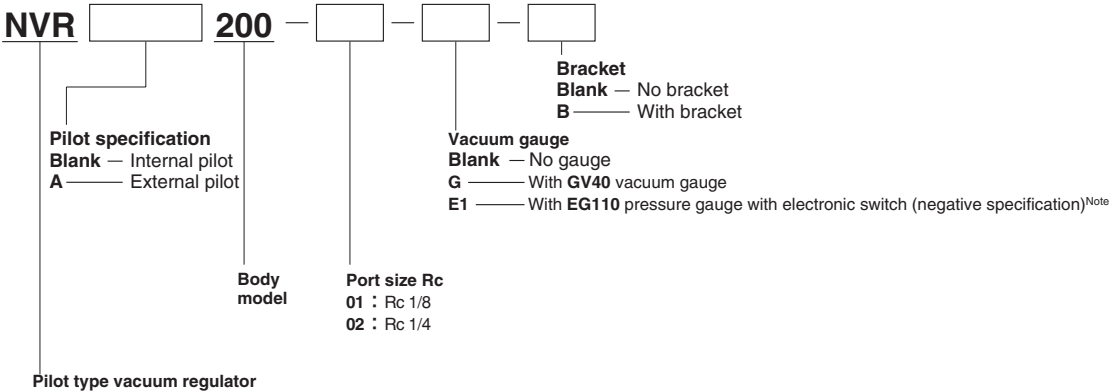 NVR 200 — — —
Bracket
Blank — No bracket
B — With bracket
Pilot specification
Blank — Internal pilot
A — External pilot
Vacuum gauge
Blank — No gauge
G — With GV40 vacuum gauge
E1 — With EG110 pressure gauge with electronic switch (negative specification)Note
Body
model
Port size Rc
01 : Rc 1/8
02 : Rc 1/4
Pilot type vacuum regulator